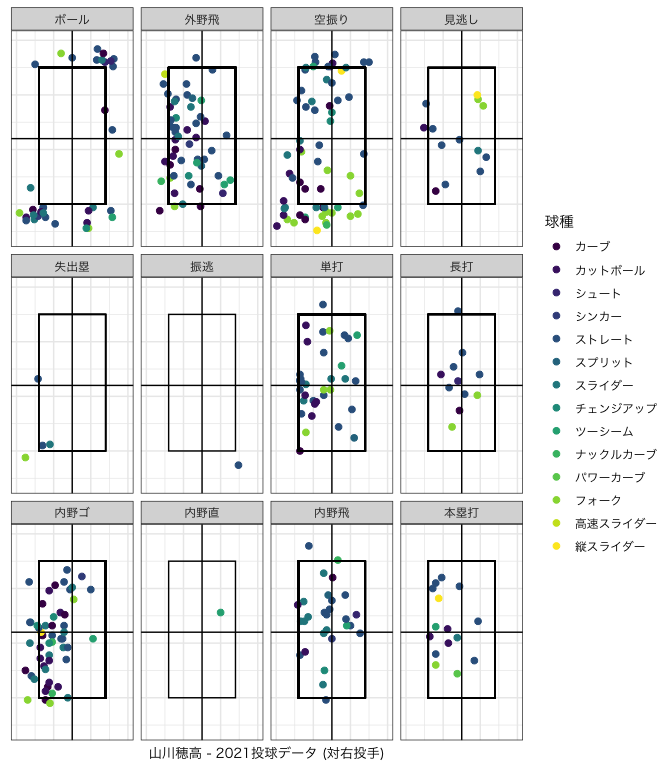 ボール 外野飛 空振り 見逃し
失出塁 振逃 単打 長打
内野ゴ 内野直 内野飛 本塁打
球種
カーブ
カットボール
シュート
シンカー
ストレート
スプリット
スライダー
チェンジアップ
ツーシーム
ナックルカーブ
パワーカーブ
フォーク
高速スライダー
縦スライダー
山川穂高 - 2021投球データ (対右投手)